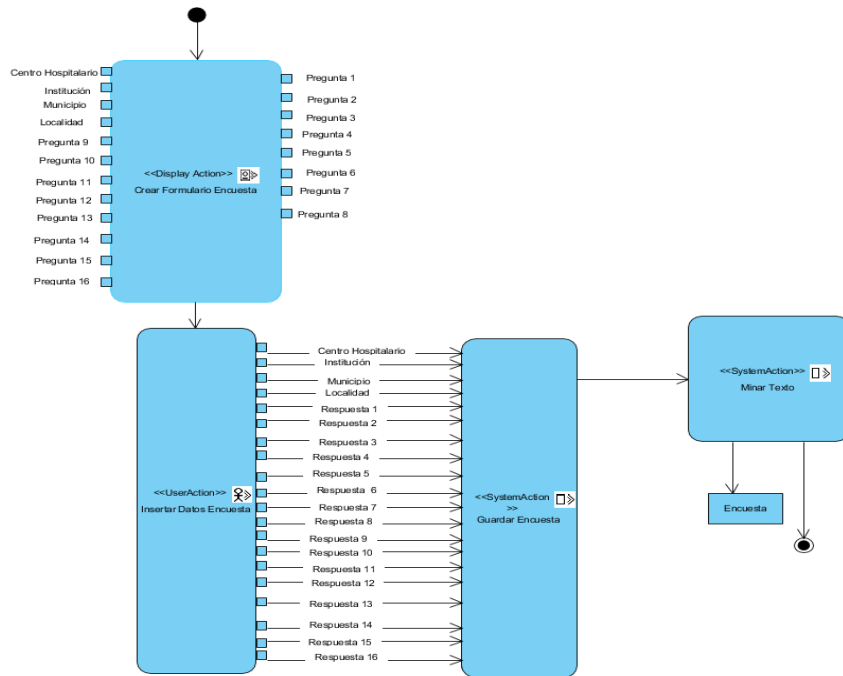 Centro Hospitalario
Institución
Municipio
Localidad
Pregunta 9
Pregunta 10
Pregunta 11
Pregunta 12
Pregunta 13
Pregunta 14
Pregunta 15
Pregunta 16
<<Display Action>>
Crear Formulario Encuesta
Pregunta 1
Pregunta 2
Pregunta 3
Pregunta 4
Pregunta 5
Pregunta 6
Pregunta 7
Pregunta 8
<<UserAction>>
Insertar Datos Encuesta
Centro Hospitalario
Institución
Municipio
Localidad
Respuesta 1
Respuesta 2
Respuesta 3
Respuesta 4
Respuesta 5
Respuesta 6
Respuesta 7
Respuesta 8
Respuesta 9
Respuesta 10
Respuesta 11
Respuesta 12
Respuesta 13
Respuesta 14
Respuesta 15
Respuesta 16
<<SystemAction
>>
Guardar Encuesta
<<SystemAction>>
Minar Texto
Encuesta